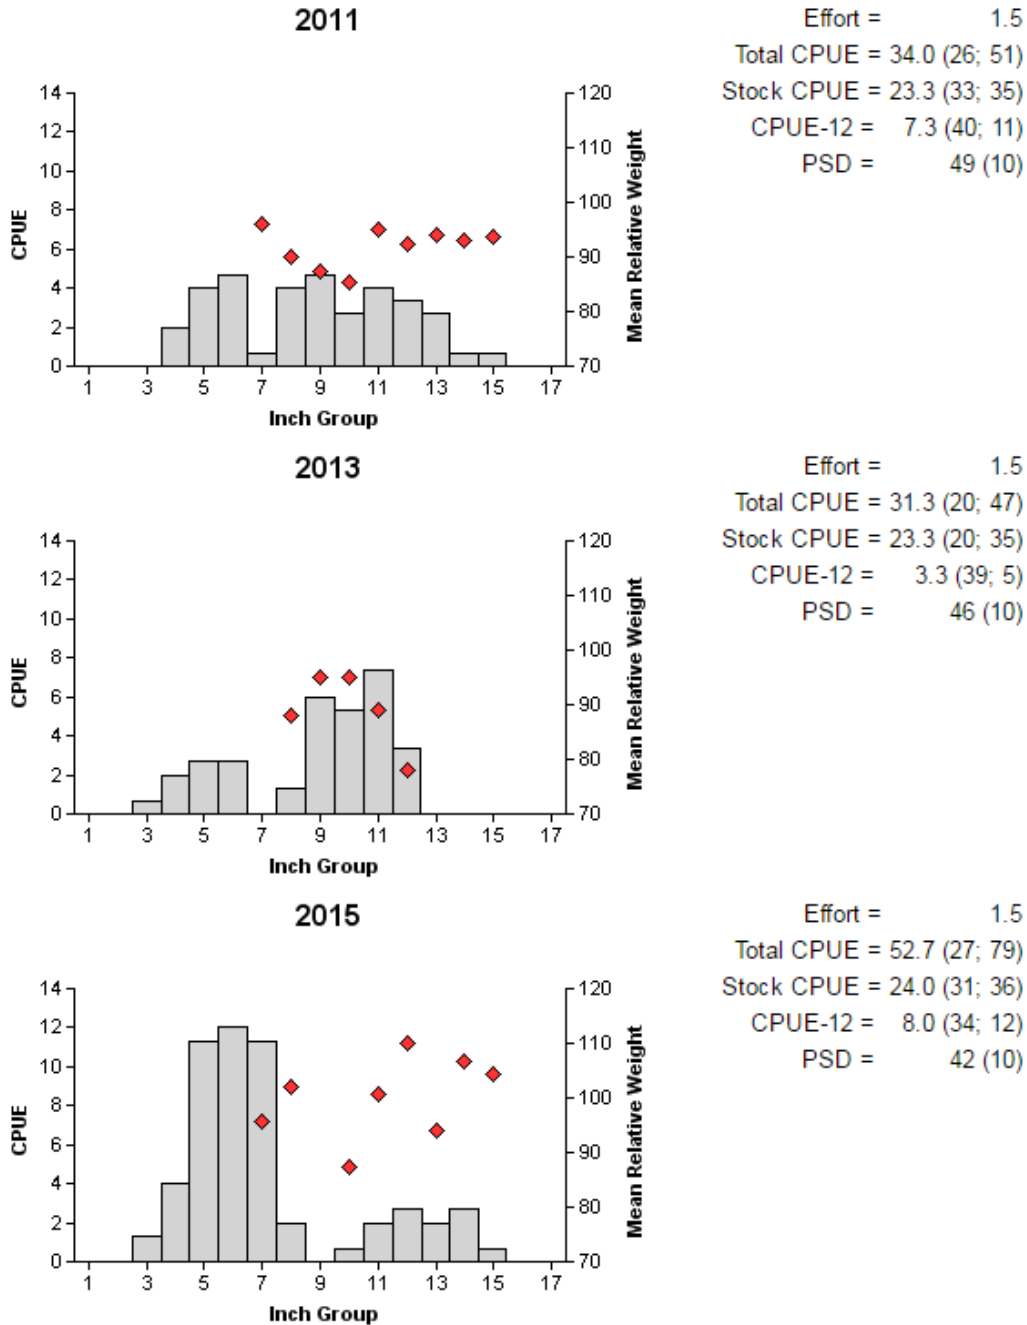 2011
Effort = 1.5
Total CPUE = 34.0 (26; 51)
Stock CPUE = 23.3 (33; 35)
CPUE-12 = 7.3 (40; 11)
PSD = 49 (10)
14
12
10
8
6
4
2
0
CPUE
120
110
100
90
80
70
Mean Relative Weight
1 3 5 7 9 11 13 15 17
Inch Group
2013
Effort = 1.5
Total CPUE = 31.3 (20; 47)
Stock CPUE = 23.3 (20; 35)
CPUE-12 = 3.3 (39; 5)
PSD = 46 (10)
14
12
10
8
6
4
2
0
CPUE
120
110
100
90
80
70
Mean Relative Weight
1 3 5 7 9 11 13 15 17
Inch Group
2015
Effort = 1.5
Total CPUE = 52.7 (27; 79)
Stock CPUE = 24.0 (31; 36)
CPUE-12 = 8.0 (34; 12)
PSD = 42 (10)
14
12
10
8
6
4
2
0
CPUE
120
110
100
90
80
70
Mean Relative Weight
1 3 5 7 9 11 13 15 17
Inch Group